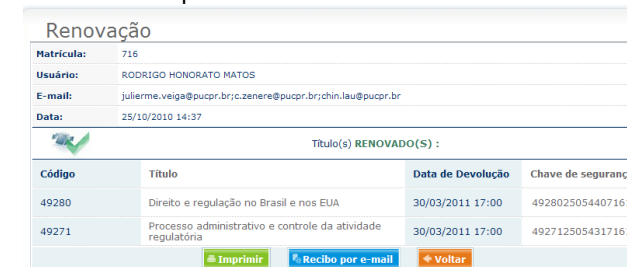 Renovação
Matrícula: 716
Usuário: RODRIGO HONORATO MATOS
E-mail: julierme.veiga@pucpr.br;c.zenere@pucpr.br;chin.lau@pucpr.br
Data: 25/10/2010 14:37
Título(s) RENOVADO(S) :
Código Título Data de Devolução Chave de seguranç
49280 Direito e regulação no Brasil e nos EUA 30/03/2011 17:00 492802505440716
49271 Processo administrativo e controle da atividade regulatória 30/03/2011 17:00 492712505431716
Imprimir Recibo por e-mail Voltar